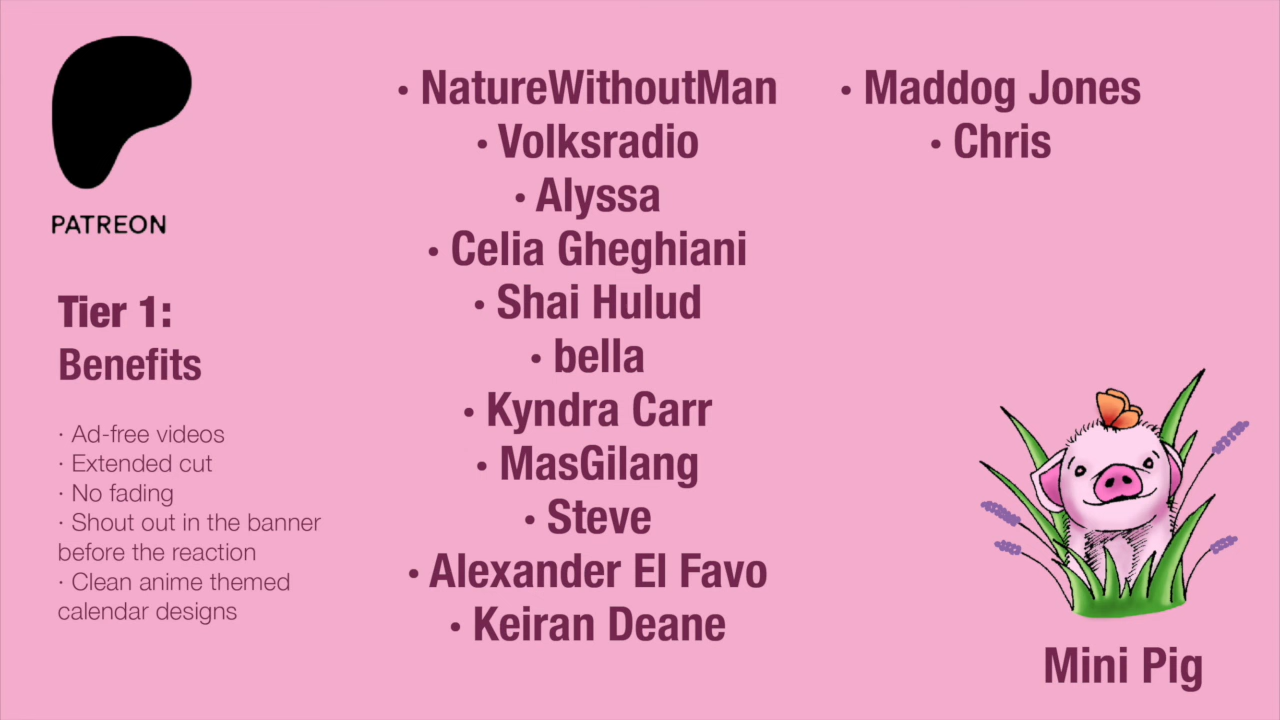 PATREON
Tier 1:
Benefits
· Ad-free videos
· Extended cut
· No fading
· Shout out in the banner
before the reaction
· Clean anime themed
calendar designs
• NatureWithoutMan
• Volksradio
• Alyssa
• Celia Gheghiani
• Shai Hulud
• bella
• Kyndra Carr
• MasGilang
• Steve
• Alexander El Favo
• Keiran Deane
• Maddog Jones
• Chris
Mini Pig